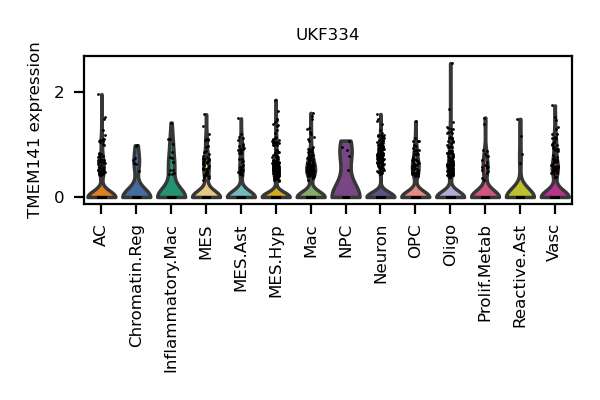 UKF334
TMEM141 expression
2
0
AC
Chromatin.Reg
Inflammatory.Mac
MES
MES.Ast
MES.Hyp
Mac
NPC
Neuron
OPC
Oligo
Prolif.Metab
Reactive.Ast
Vasc